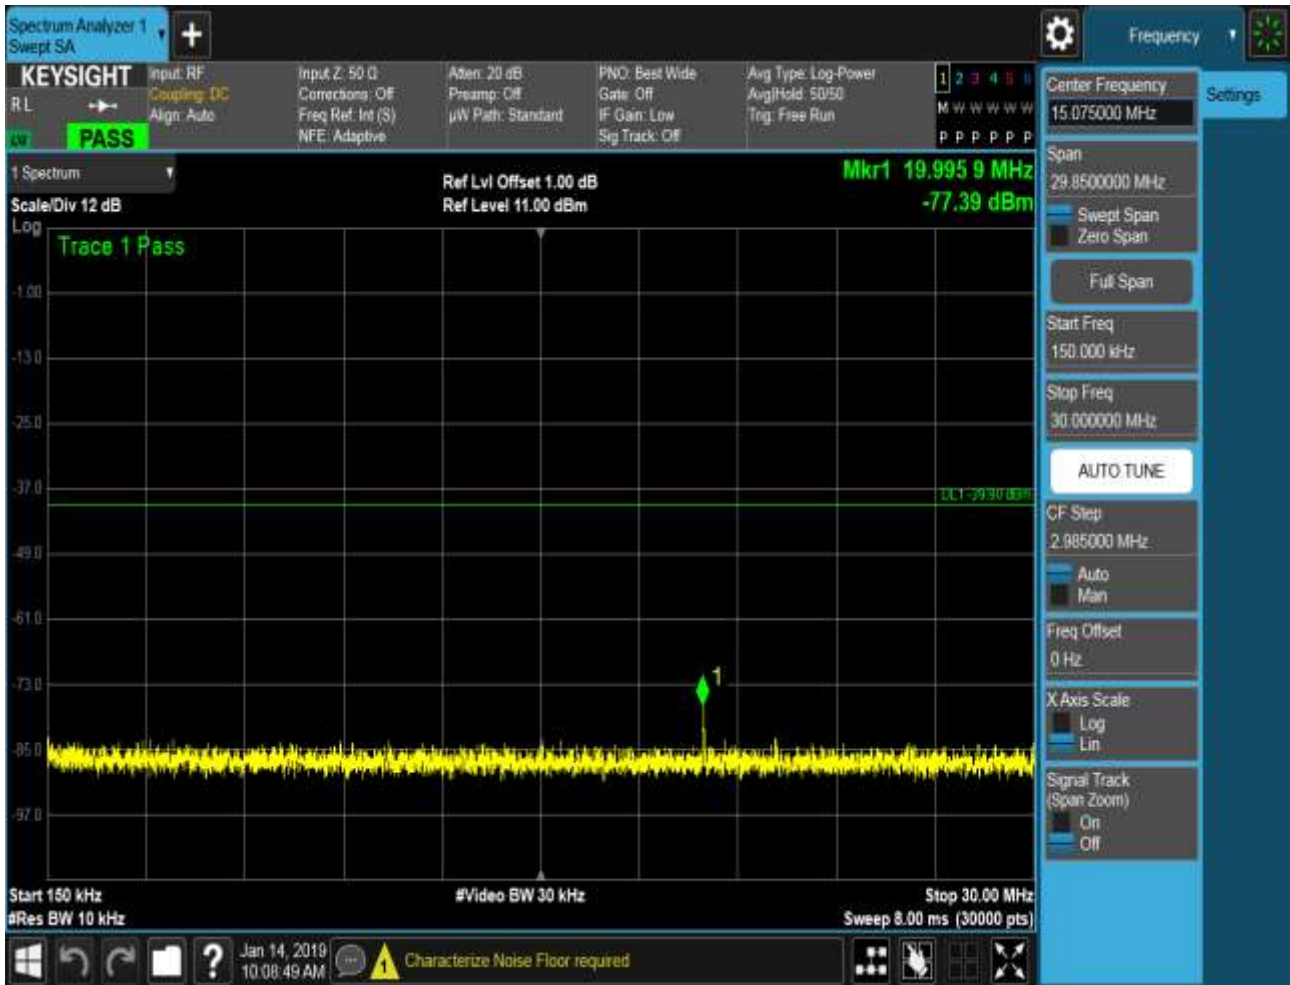 Spectrum Analyzer 1
Swept SA
Frequency
KEYSIGHT
R L
PASS
Input: RF
Coupling: DC
Align: Auto
Input Z: 50 Ω
Corrections: Off
Freq Ref: Int (S)
NFE: Adaptive
Atten: 20 dB
Preamp: Off
µW Path: Standard
PNO: Best Wide
Gate: Off
IF Gain: Low
Sig Track: Off
Avg Type: Log-Power
Avg|Hold: 50/50
Trig: Free Run
1 2 3 4 5 6
M W W W W W
P P P P P P
1 Spectrum
Scale/Div 12 dB
Log
Ref Lvl Offset 1.00 dB
Ref Level 11.00 dBm
Mkr1 19.995 9 MHz
-77.39 dBm
Trace 1 Pass
-1.00
-13.0
-25.0
-37.0
DL1 -39.90 dBm
-49.0
-61.0
-73.0
1
-85.0
-97.0
Start 150 kHz
#Res BW 10 kHz
#Video BW 30 kHz
Stop 30.00 MHz
Sweep 8.00 ms (30000 pts)
Center Frequency
15.075000 MHz
Settings
Span
29.8500000 MHz
Swept Span
Zero Span
Full Span
Start Freq
150.000 kHz
Stop Freq
30.000000 MHz
AUTO TUNE
CF Step
2.985000 MHz
Auto
Man
Freq Offset
0 Hz
X Axis Scale
Log
Lin
Signal Track
(Span Zoom)
On
Off
?
Jan 14, 2019
10:08:49 AM
1
Characterize Noise Floor required